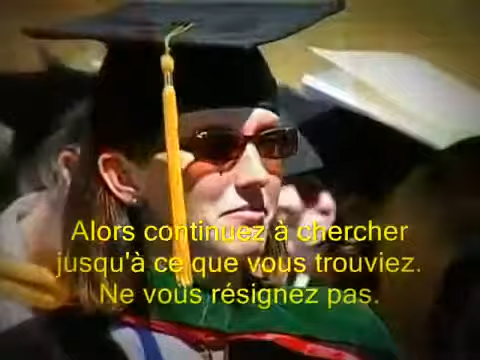 Alors continuez à chercher
jusqu'à ce que vous trouviez.
Ne vous résignez pas.